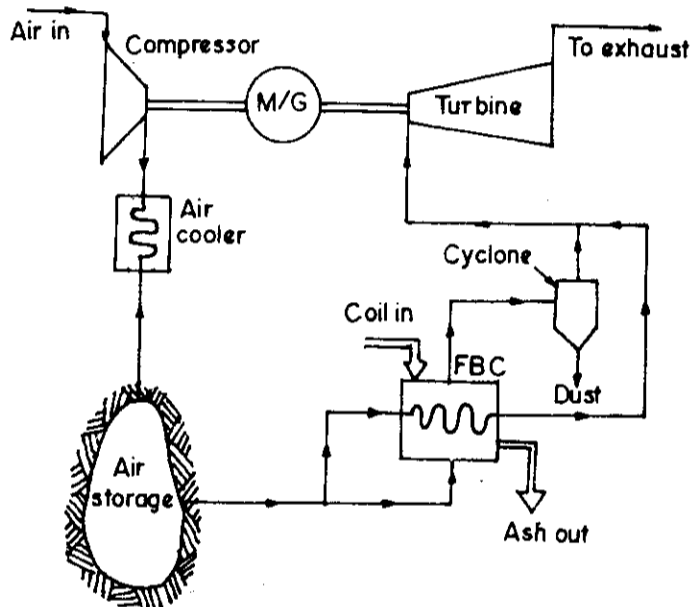 Air in
Compressor
M/G
Turbine
To exhaust
Air
cooler
Cyclone
Coil in
FBC
Dust
Air
storage
Ash out